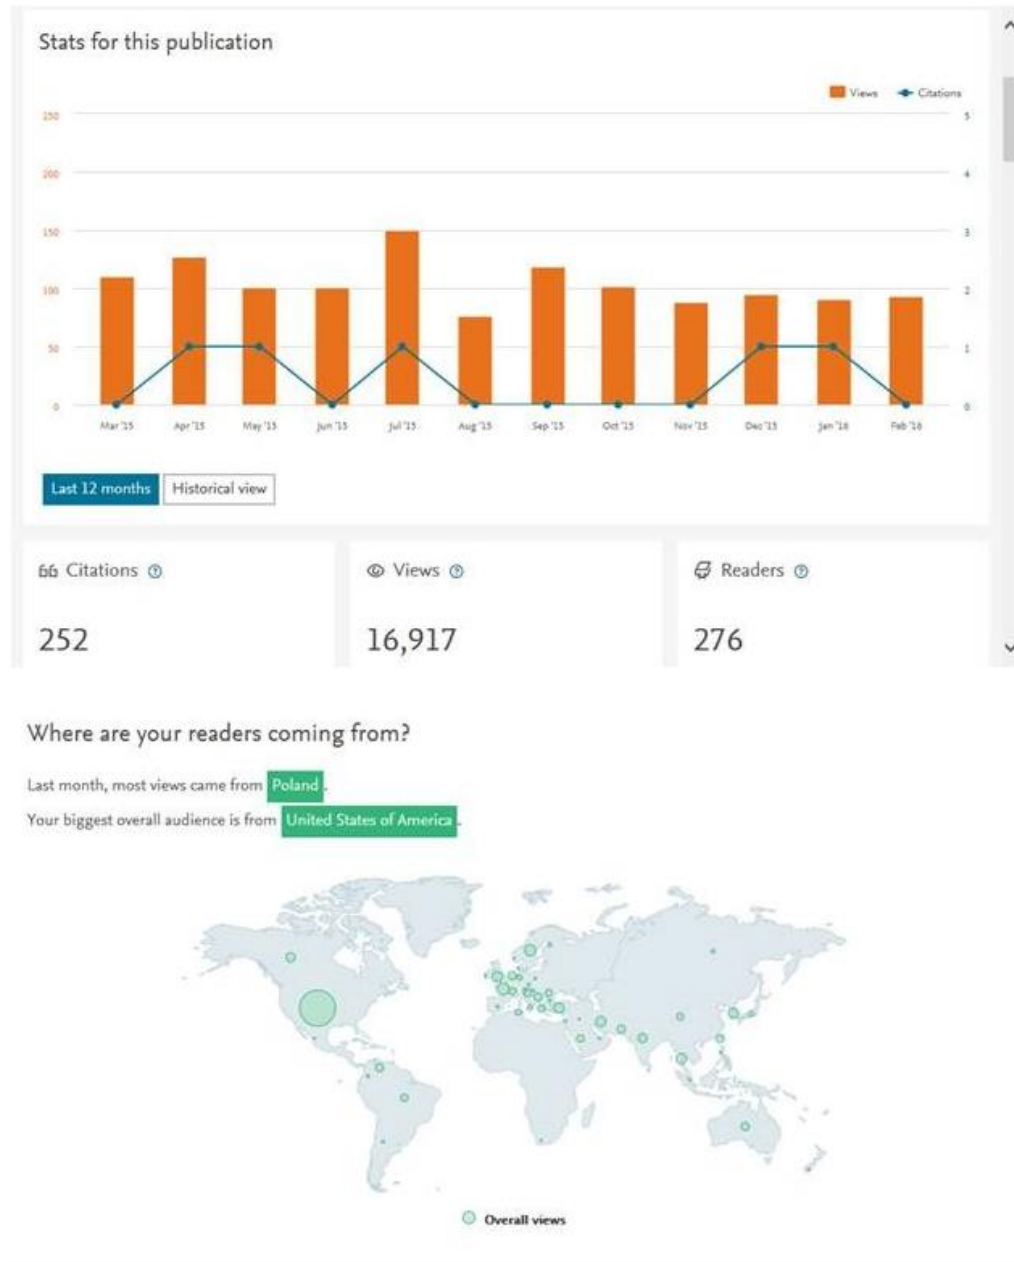 Stats for this publication
Views Citations
250 5
200 4
150 3
100 2
50 1
0 0
Mar '15 Apr '15 May '15 Jun '15 Jul '15 Aug '15 Sep '15 Oct '15 Nov '15 Dec '15 Jan '16 Feb '16
Last 12 months Historical view
Citations ? Views ? Readers ?
252 16,917 276
Where are your readers coming from?
Last month, most views came from Poland.
Your biggest overall audience is from United States of America.
Overall views